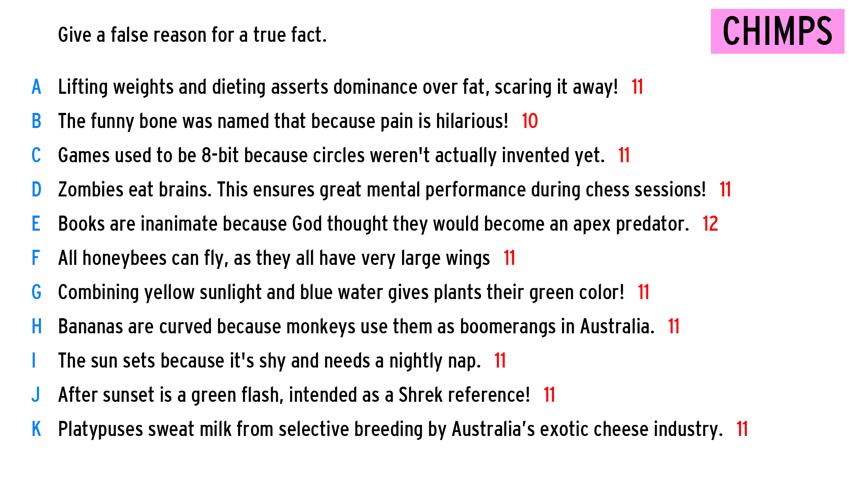 Give a false reason for a true fact.
CHIMPS
A Lifting weights and dieting asserts dominance over fat, scaring it away! 11
B The funny bone was named that because pain is hilarious! 10
C Games used to be 8-bit because circles weren't actually invented yet. 11
D Zombies eat brains. This ensures great mental performance during chess sessions! 11
E Books are inanimate because God thought they would become an apex predator. 12
F All honeybees can fly, as they all have very large wings 11
G Combining yellow sunlight and blue water gives plants their green color! 11
H Bananas are curved because monkeys use them as boomerangs in Australia. 11
I The sun sets because it's shy and needs a nightly nap. 11
J After sunset is a green flash, intended as a Shrek reference! 11
K Platypuses sweat milk from selective breeding by Australia’s exotic cheese industry. 11